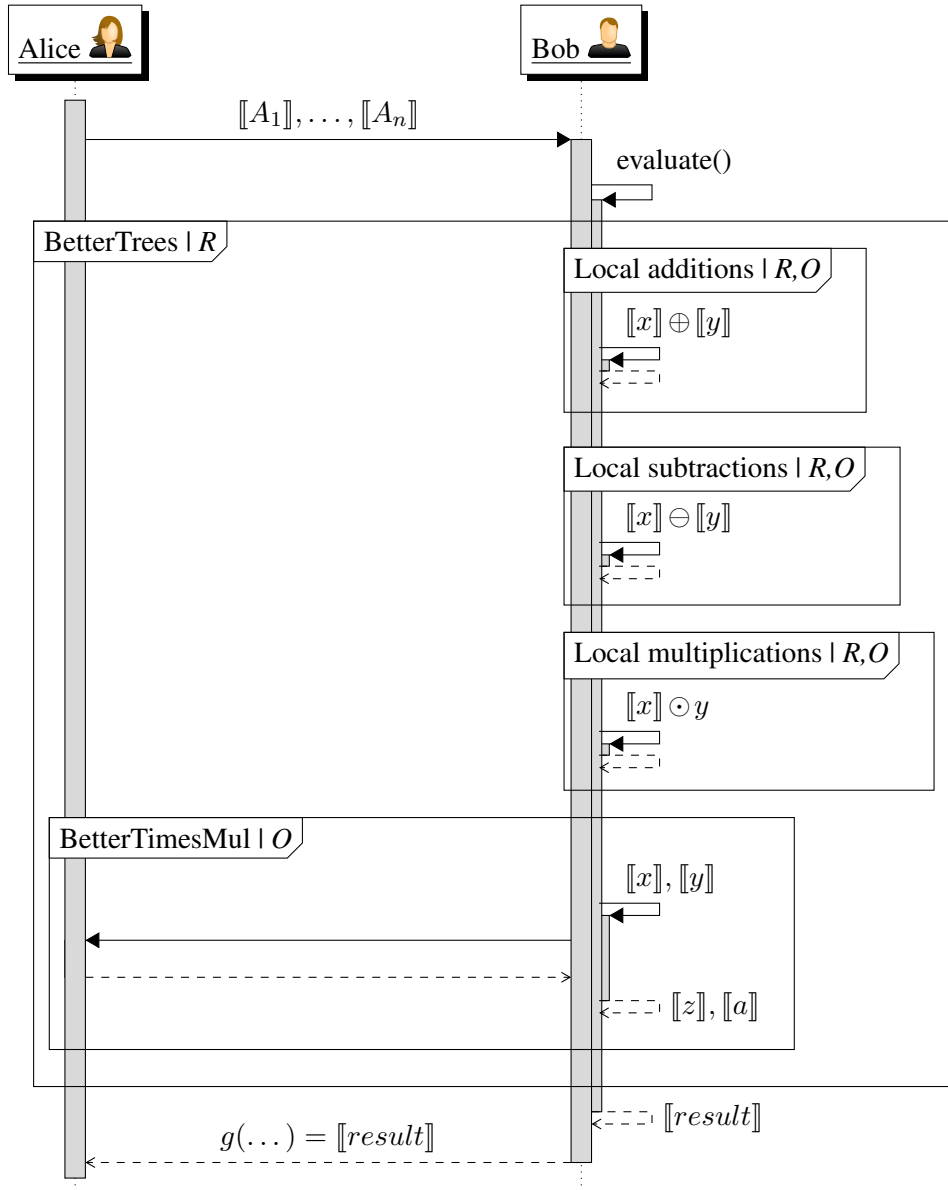 Alice
Bob
⟦A₁⟧, . . . , ⟦Aₙ⟧
evaluate()
BetterTrees | R
Local additions | R,O
⟦x⟧ ⊕ ⟦y⟧
Local subtractions | R,O
⟦x⟧ ⊖ ⟦y⟧
Local multiplications | R,O
⟦x⟧ ⊙ y
BetterTimesMul | O
⟦x⟧, ⟦y⟧
⟦z⟧, ⟦a⟧
⟦result⟧
g(. . .) = ⟦result⟧